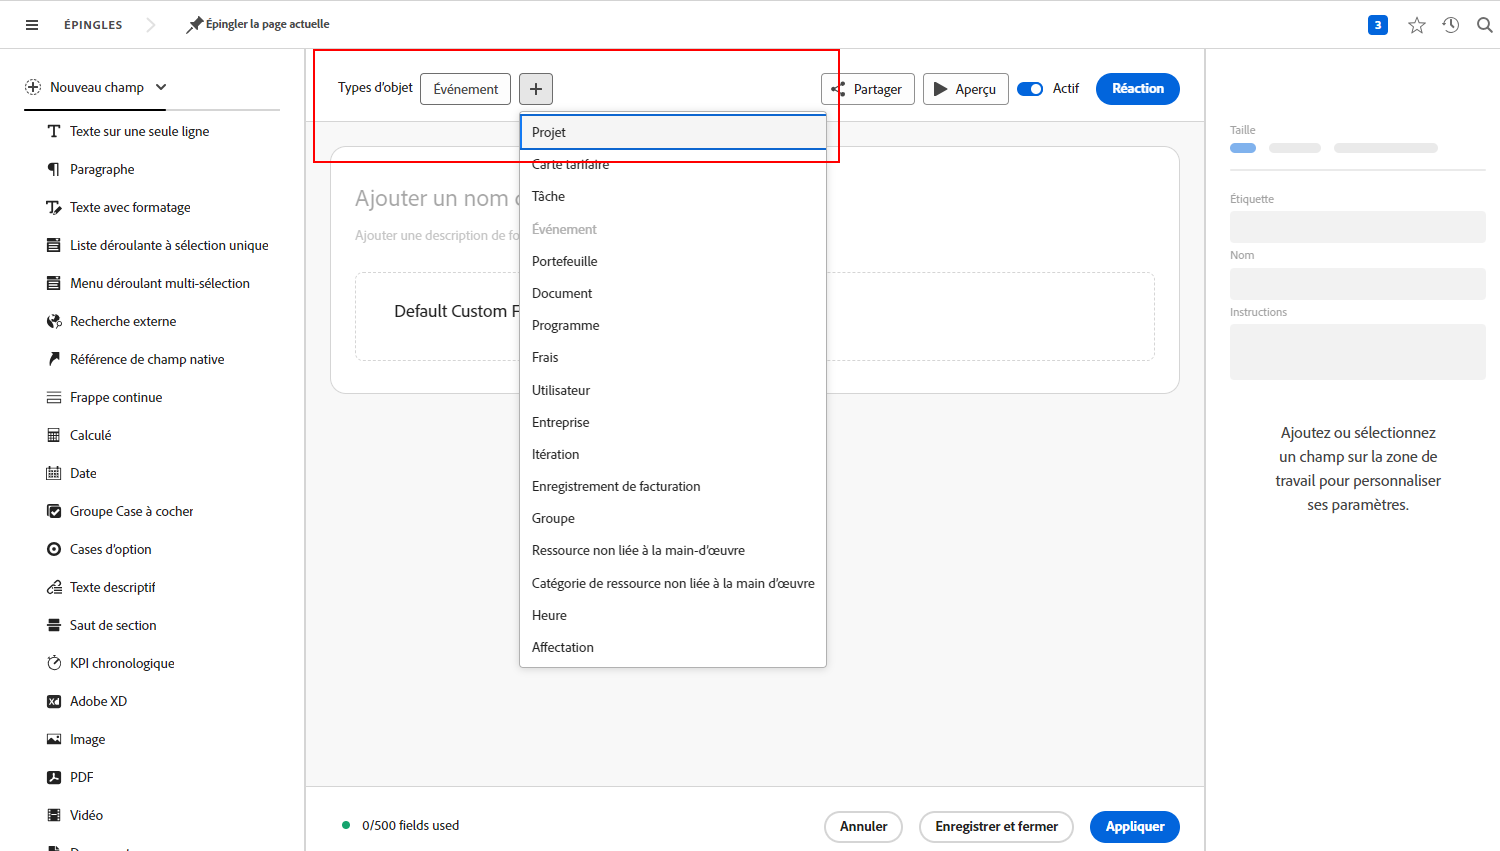 ÉPINGLES
Épingler la page actuelle
3
Nouveau champ
Texte sur une seule ligne
Paragraphe
Texte avec formatage
Liste déroulante à sélection unique
Menu déroulant multi-sélection
Recherche externe
Référence de champ native
Frappe continue
Calculé
Date
Groupe Case à cocher
Cases d'option
Texte descriptif
Saut de section
KPI chronologique
Adobe XD
Image
PDF
Vidéo
Types d'objet
Événement
Partager
Aperçu
Actif
Réaction
Projet
Carte tarifaire
Tâche
Événement
Portefeuille
Document
Programme
Frais
Utilisateur
Entreprise
Itération
Enregistrement de facturation
Groupe
Ressource non liée à la main-d'œuvre
Catégorie de ressource non liée à la main d'œuvre
Heure
Affectation
Ajouter un nom
Ajouter une description de fo
Default Custom F
0/500 fields used
Annuler
Enregistrer et fermer
Appliquer
Taille
Étiquette
Nom
Instructions
Ajoutez ou sélectionnez
un champ sur la zone de
travail pour personnaliser
ses paramètres.